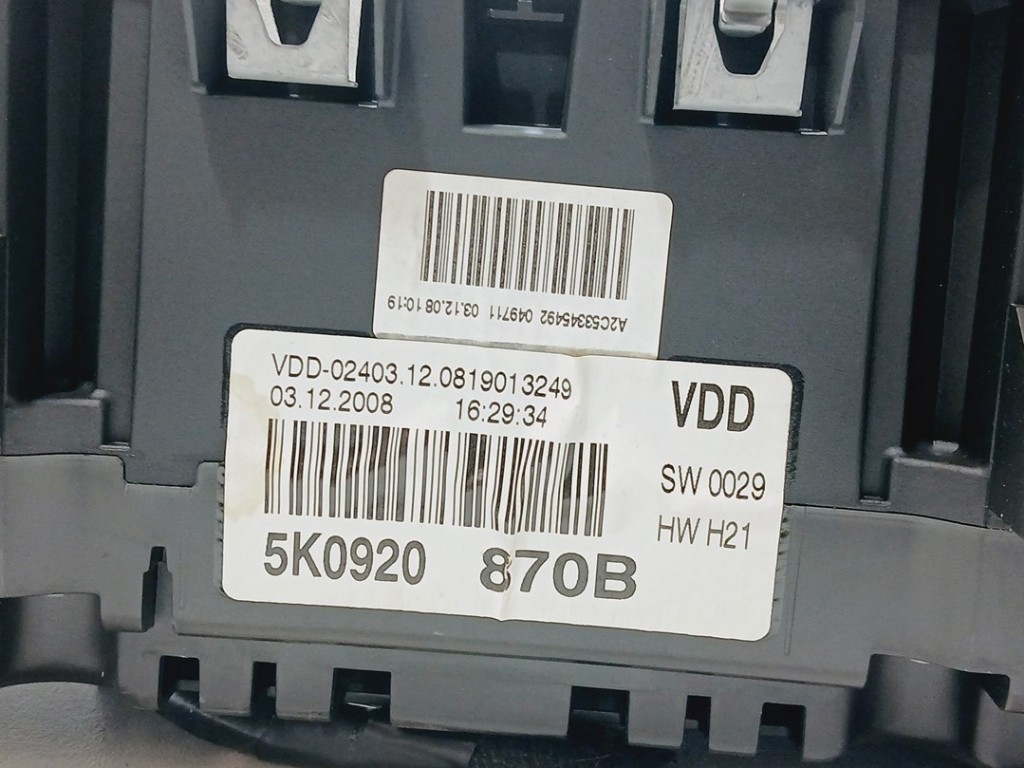 A2C53345492 049711 03.12.08 10:19
VDD-02403.12.0819013249
03.12.2008 16:29:34
VDD
SW 0029
HW H21
5K0920 870B